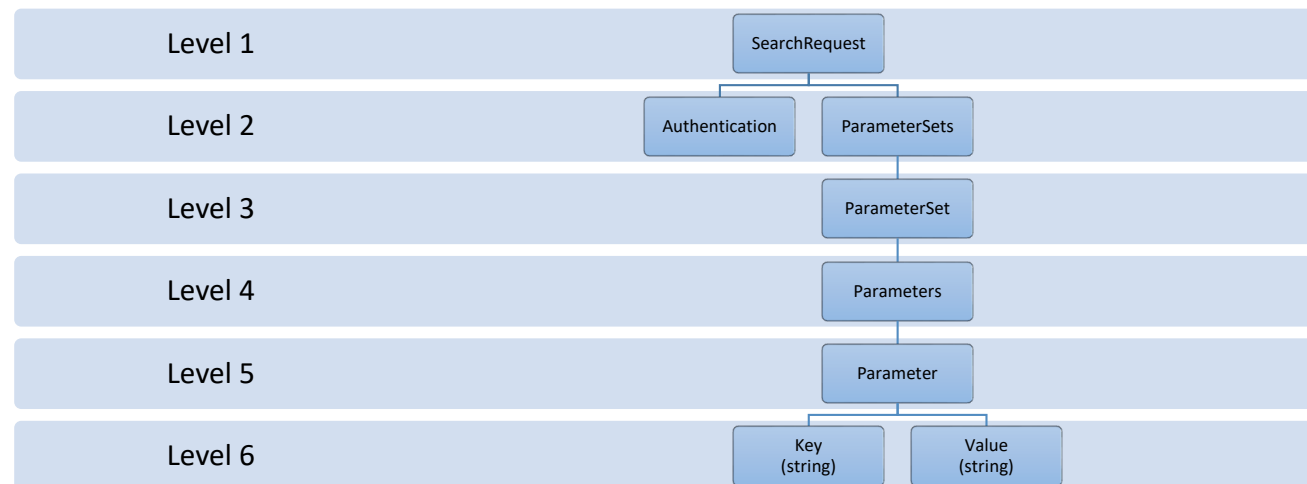 Level 1
SearchRequest
Level 2
Authentication
ParameterSets
Level 3
ParameterSet
Level 4
Parameters
Level 5
Parameter
Level 6
Key
(string)
Value
(string)